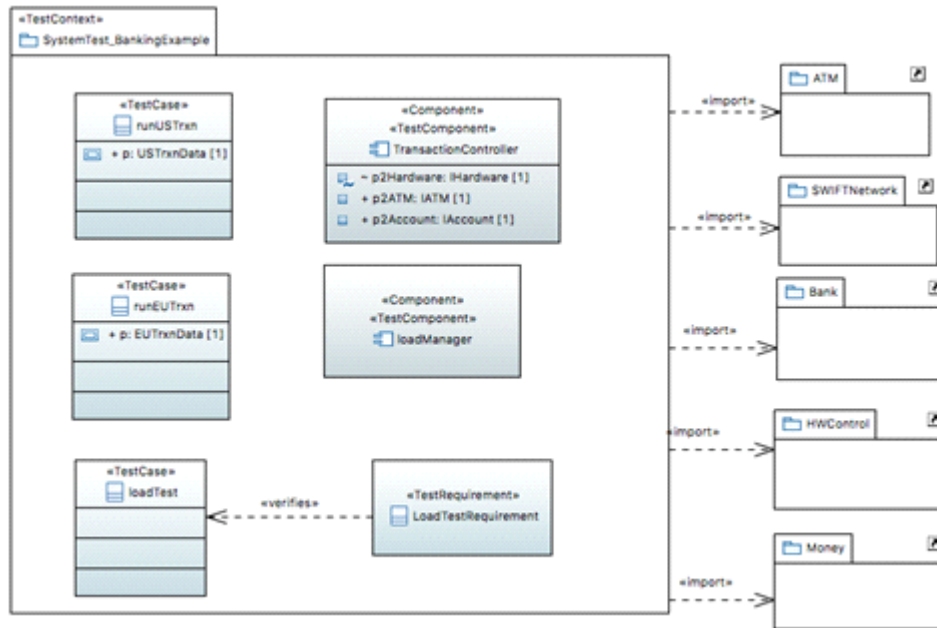 «TestContext»
SystemTest_BankingExample
«TestCase»
runUSTrxn
+ p: USTrxnData [1]
«Component»
«TestComponent»
TransactionController
~ p2Hardware: IHardware [1]
+ p2ATM: IATM [1]
+ p2Account: IAccount [1]
«TestCase»
runEUTrxn
+ p: EUTrxnData [1]
«Component»
«TestComponent»
loadManager
«TestCase»
loadTest
«verifies»
«TestRequirement»
LoadTestRequirement
«import»
ATM
«import»
SWIFTNetwork
«import»
Bank
«import»
HWControl
«import»
Money